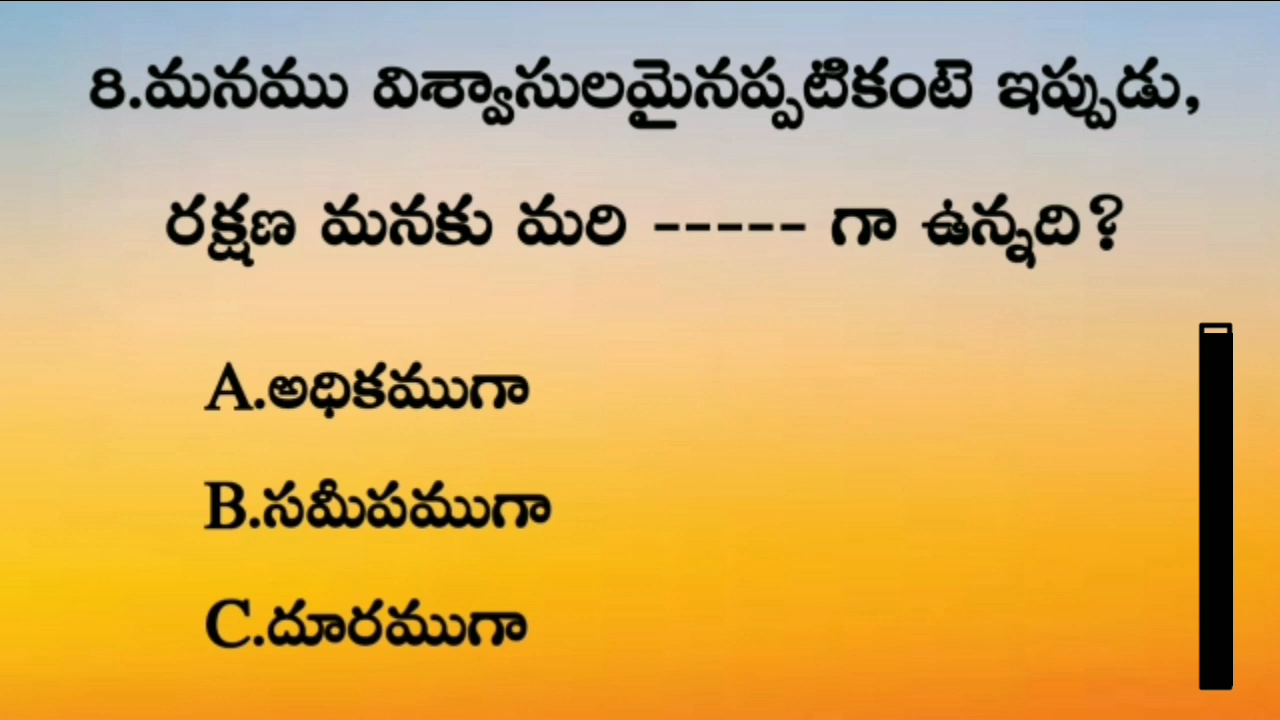 8.మనము విశ్వాసులమైనప్పటికంటె ఇప్పుడు,
రక్షణ మనకు మరి ----- గా ఉన్నది?
A.అధికముగా
B.సమీపముగా
C.దూరముగా